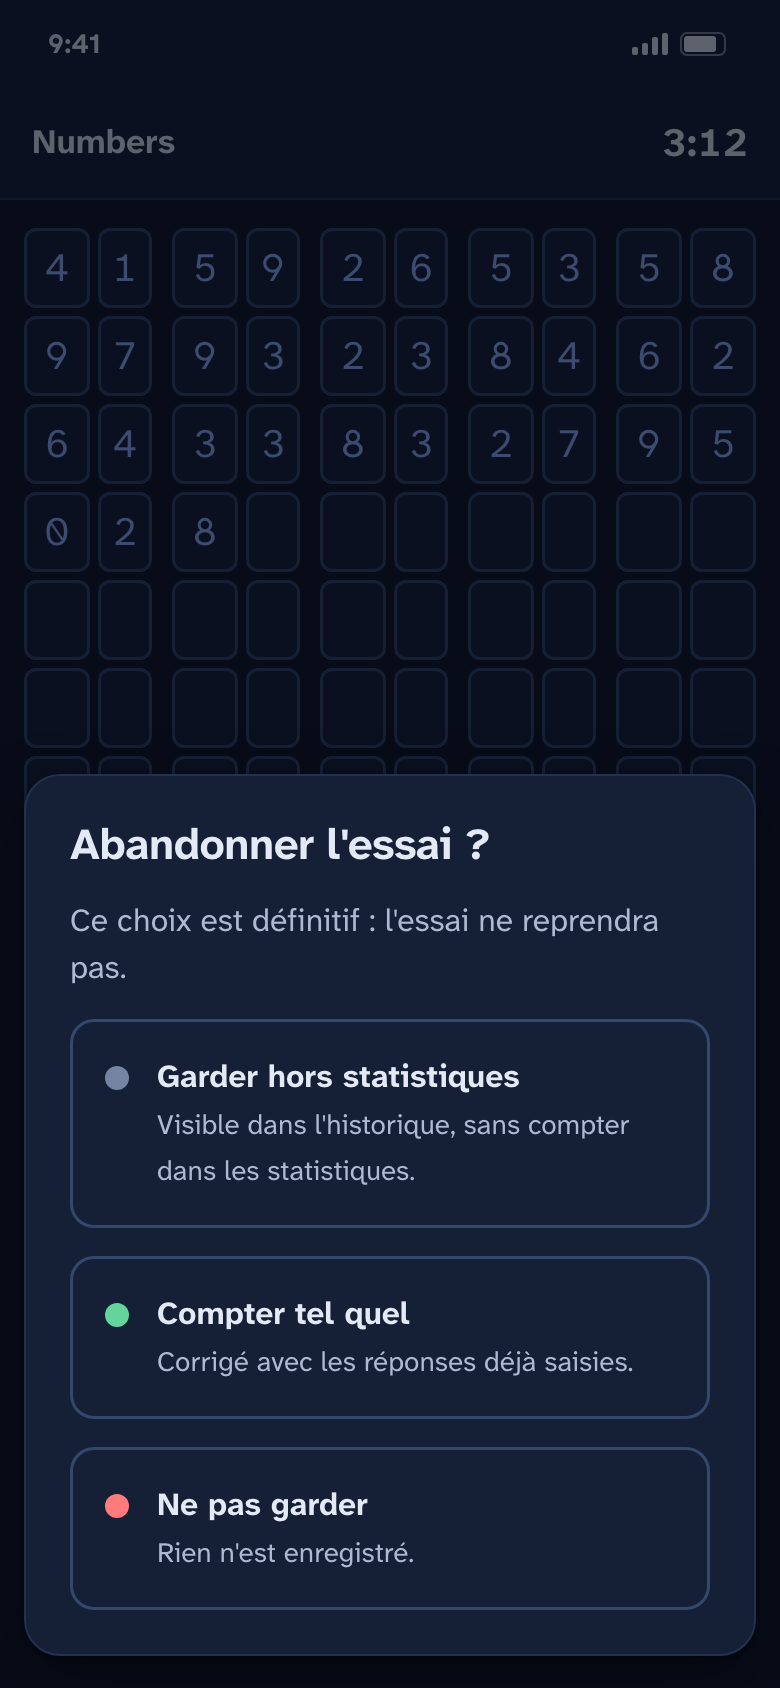 9:41
Numbers 3:12
4 1 5 9 2 6 5 3 5 8
9 7 9 3 2 3 8 4 6 2
6 4 3 3 8 3 2 7 9 5
0 2 8
Abandonner l'essai ?
Ce choix est définitif : l'essai ne reprendra
pas.
Garder hors statistiques
Visible dans l'historique, sans compter
dans les statistiques.
Compter tel quel
Corrigé avec les réponses déjà saisies.
Ne pas garder
Rien n'est enregistré.